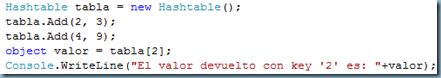 Hashtable tabla = new Hashtable();
tabla.Add(2, 3);
tabla.Add(4, 9);
object valor = tabla[2];
Console.WriteLine("El valor devuelto con key '2' es: "+valor);